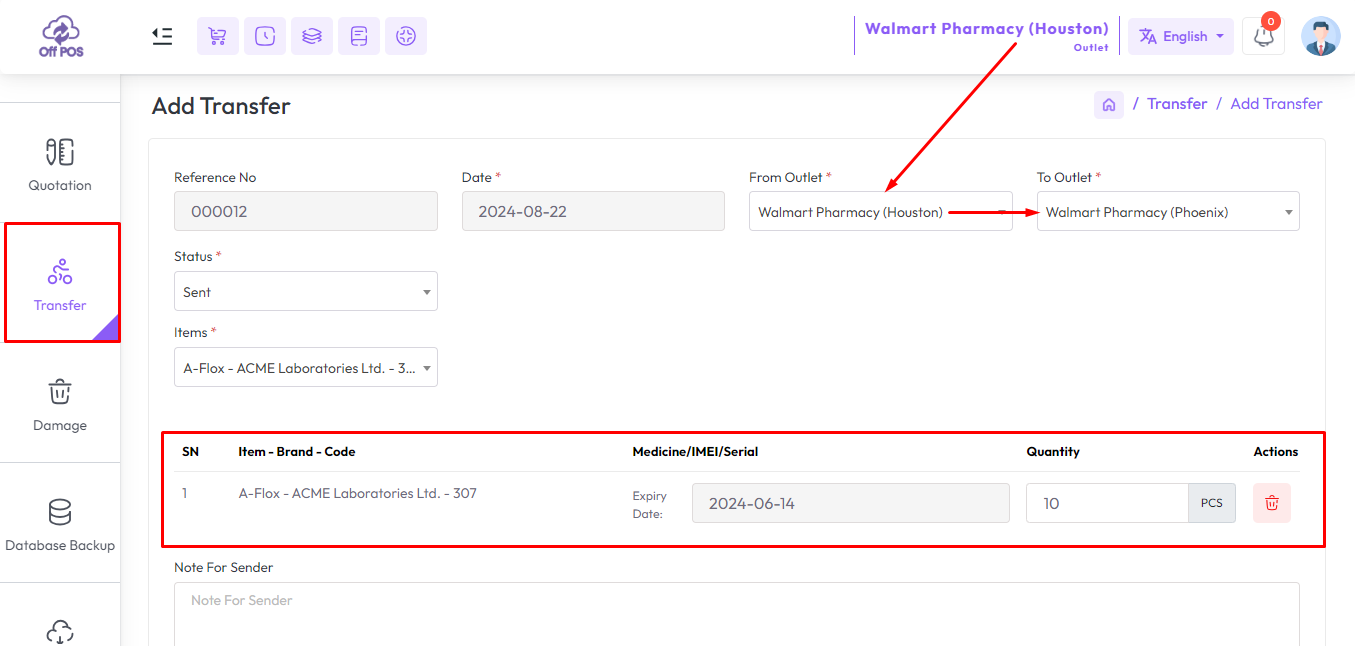 Off POS
Walmart Pharmacy (Houston)
Outlet
English
0
Add Transfer
/ Transfer / Add Transfer
Quotation
Transfer
Damage
Database Backup
Reference No
000012
Date *
2024-08-22
From Outlet *
Walmart Pharmacy (Houston)
To Outlet *
Walmart Pharmacy (Phoenix)
Status *
Sent
Items *
A-Flox - ACME Laboratories Ltd. - 3...
SN Item - Brand - Code Medicine/IMEI/Serial Quantity Actions
1 A-Flox - ACME Laboratories Ltd. - 307
Expiry
Date:
2024-06-14
10 PCS
Note For Sender
Note For Sender